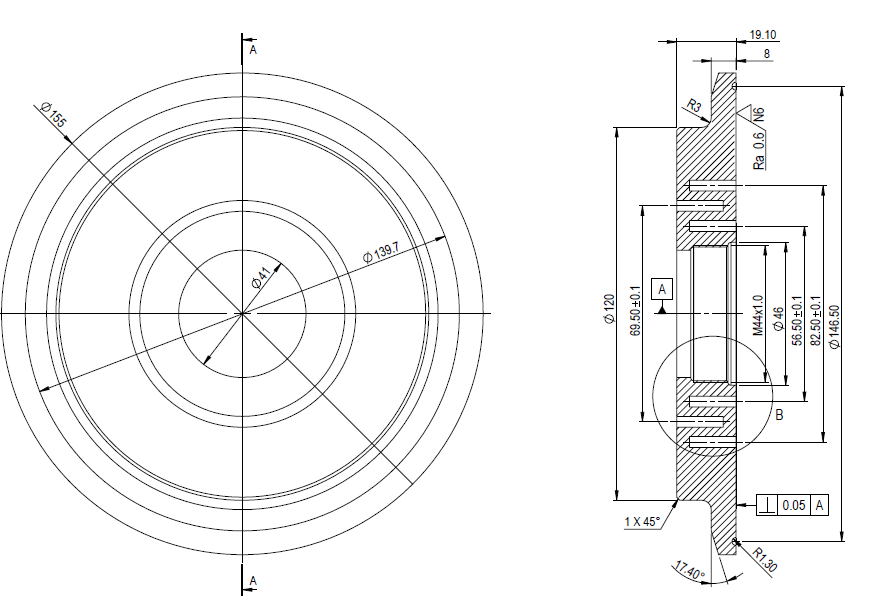 A
Ø155
Ø41
Ø139.7
A
19.10
8
R3
Ra 0.6
N6
Ø120
69.50±0.1
A
M44x1.0
Ø46
56.50±0.1
82.50±0.1
Ø146.50
B
0.05 A
1 X 45°
17.40°
R1.30